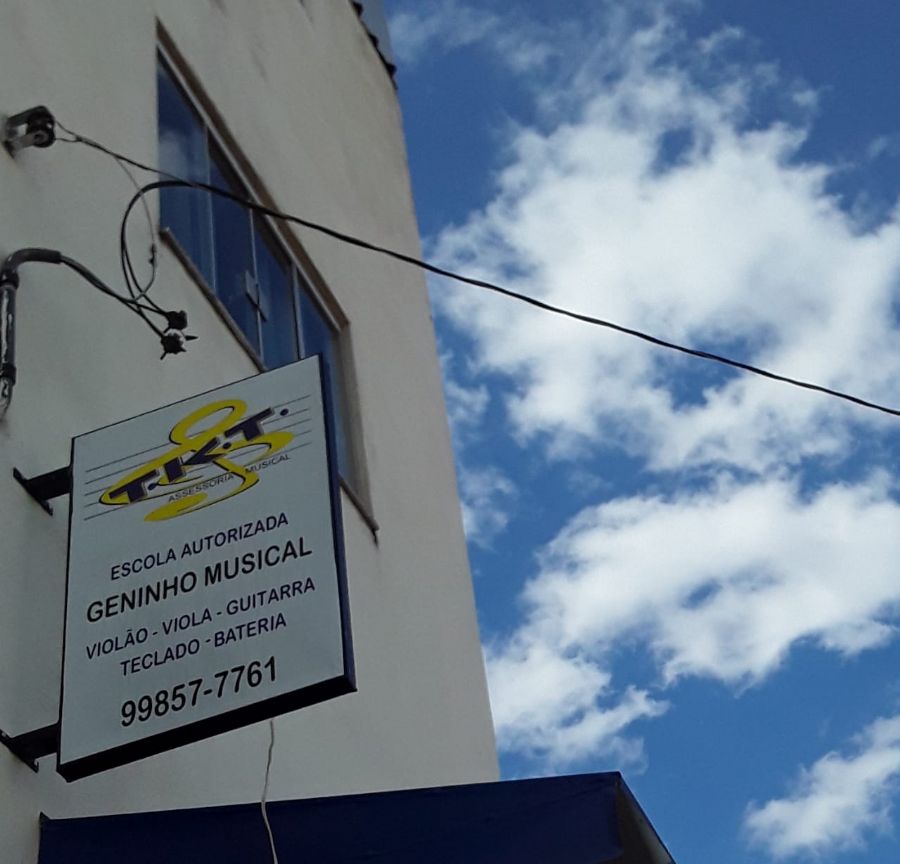 T.K.T.
ASSESSORIA MUSICAL
ESCOLA AUTORIZADA
GENINHO MUSICAL
VIOLÃO - VIOLA - GUITARRA
TECLADO - BATERIA
99857-7761